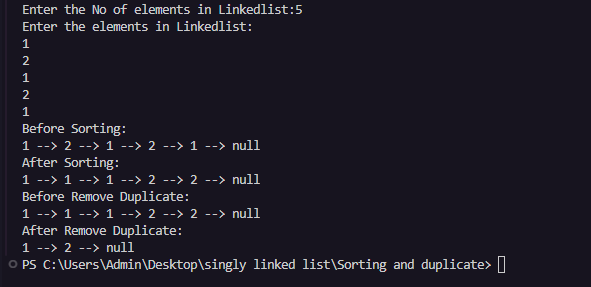 Enter the No of elements in Linkedlist:5
Enter the elements in Linkedlist:
1
2
1
2
1
Before Sorting:
1 --> 2 --> 1 --> 2 --> 1 --> null
After Sorting:
1 --> 1 --> 1 --> 2 --> 2 --> null
Before Remove Duplicate:
1 --> 1 --> 1 --> 2 --> 2 --> null
After Remove Duplicate:
1 --> 2 --> null
PS C:\Users\Admin\Desktop\singly linked list\Sorting and duplicate>